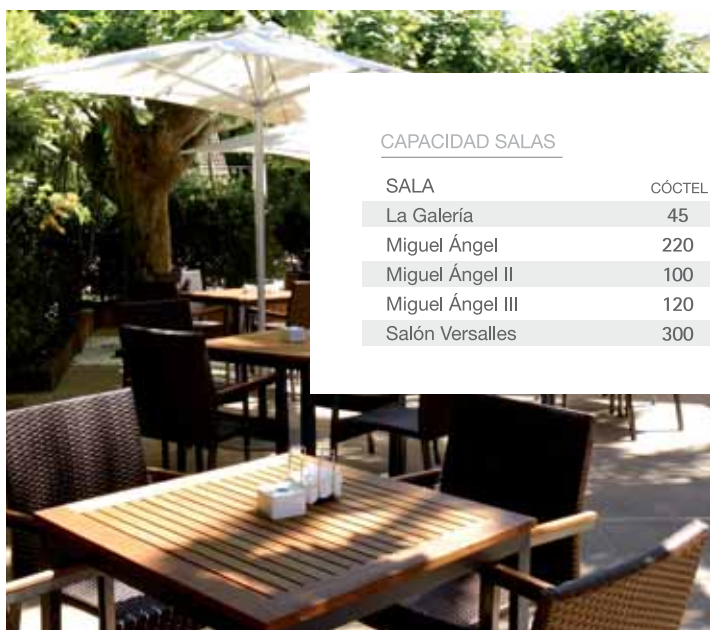 CAPACIDAD SALAS
SALA CÓCTEL
La Galería 45
Miguel Ángel 220
Miguel Ángel II 100
Miguel Ángel III 120
Salón Versalles 300